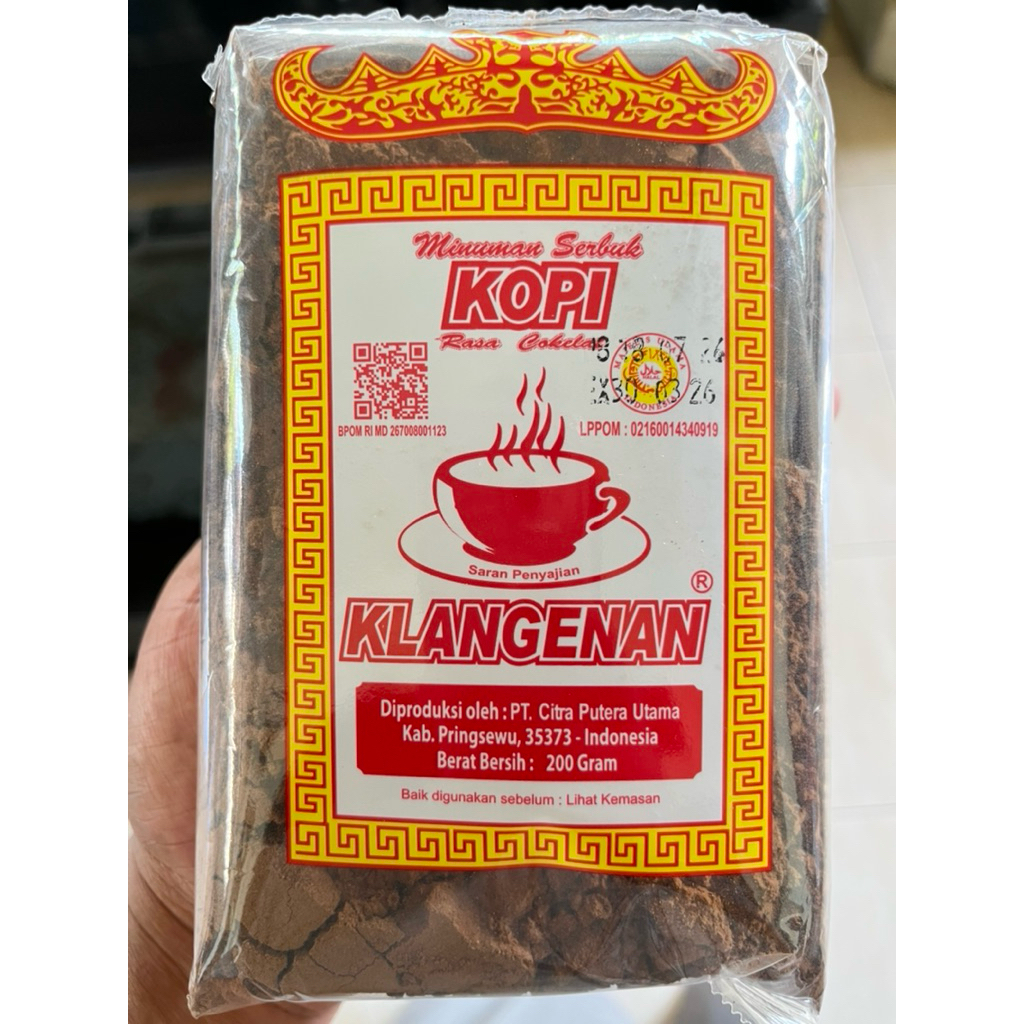 Minuman Serbuk
KOPI
Rasa Cokelat
BPOM RI MD 267008001123
LPPOM : 02160014340919
Saran Penyajian
®
KLANGENAN
Diproduksi oleh : PT. Citra Putera Utama
Kab. Pringsewu, 35373 - Indonesia
Berat Bersih : 200 Gram
Baik digunakan sebelum : Lihat Kemasan